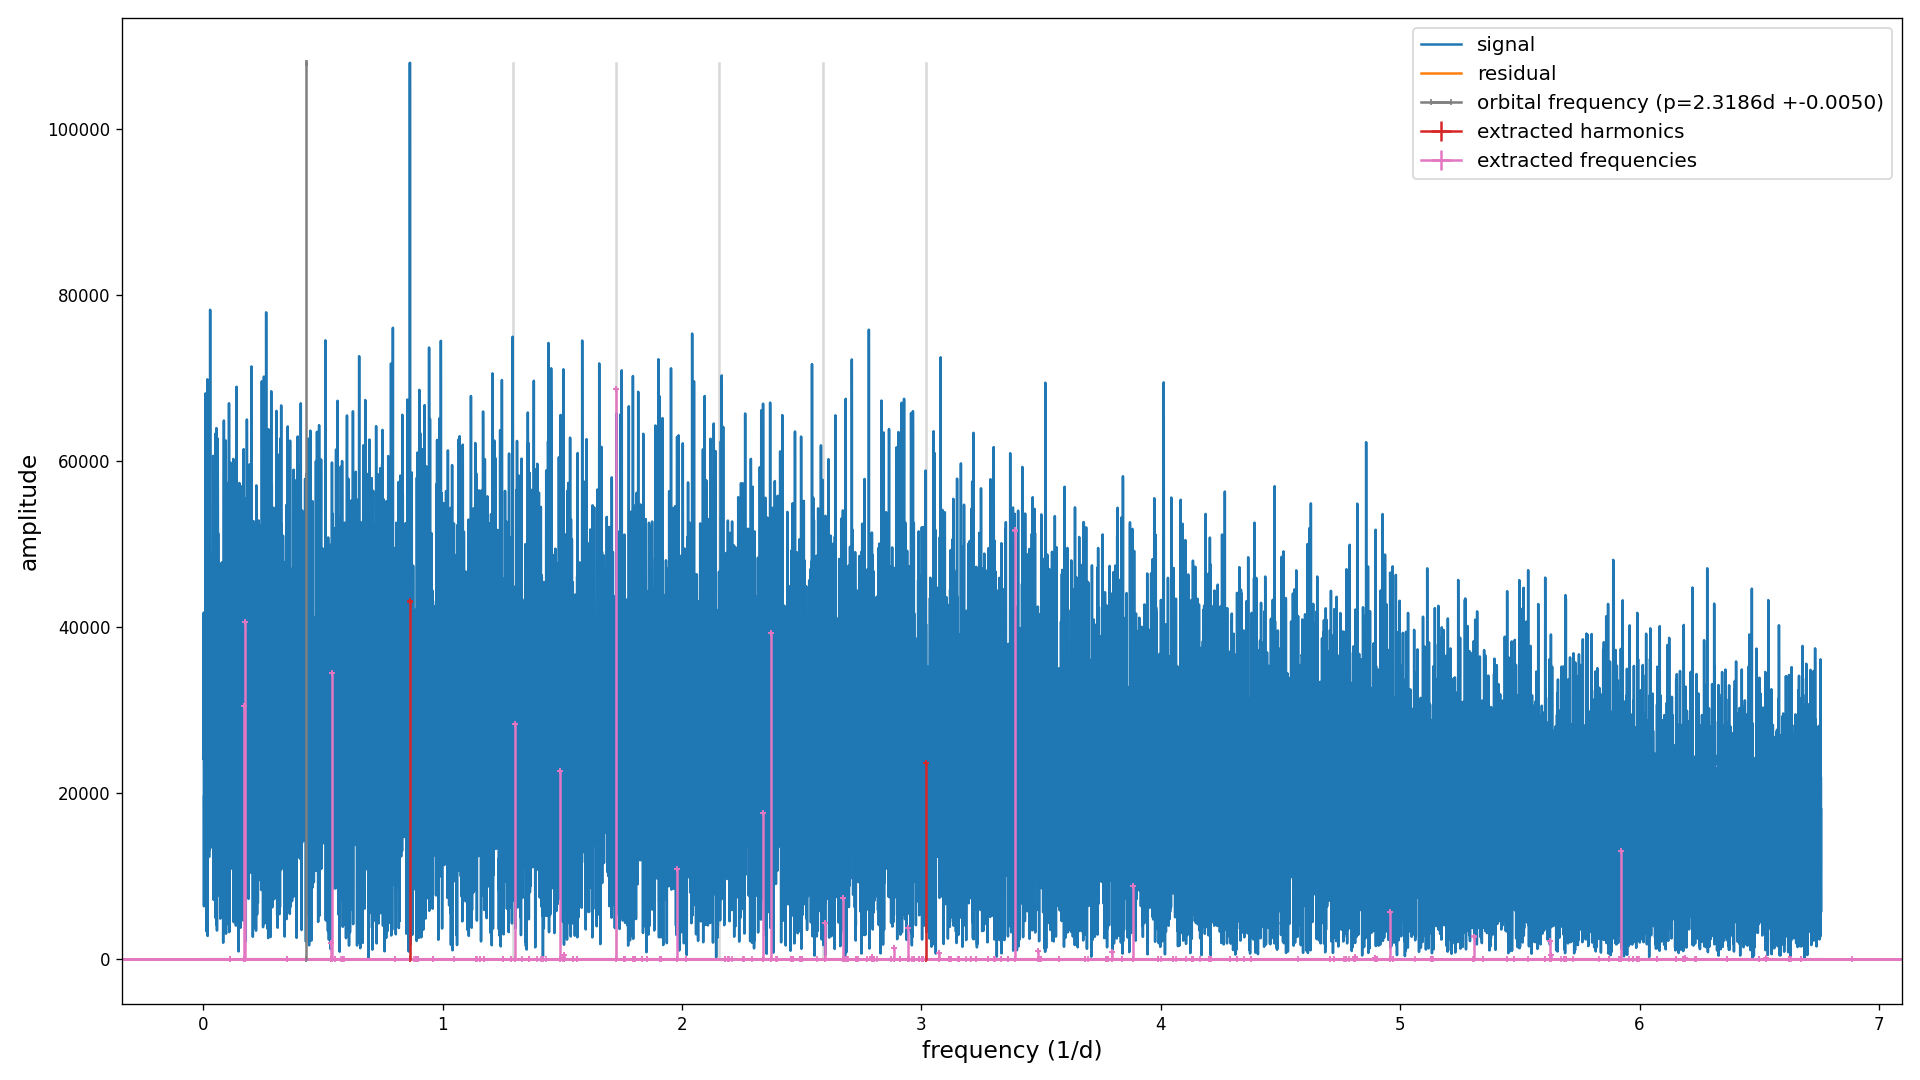 signal
residual
orbital frequency (p=2.3186d +-0.0050)
extracted harmonics
extracted frequencies
100000
80000
60000
40000
20000
0
amplitude
0 1 2 3 4 5 6 7
frequency (1/d)